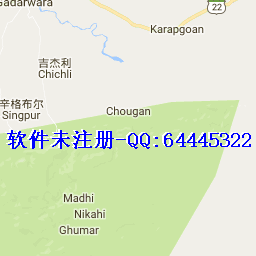 Gadarwara
22
Karapgoan
吉杰利
Chichli
辛格布尔
Singpur
Chougan
软件未注册-QQ:64445322
Madhi
Nikahi
Ghumar